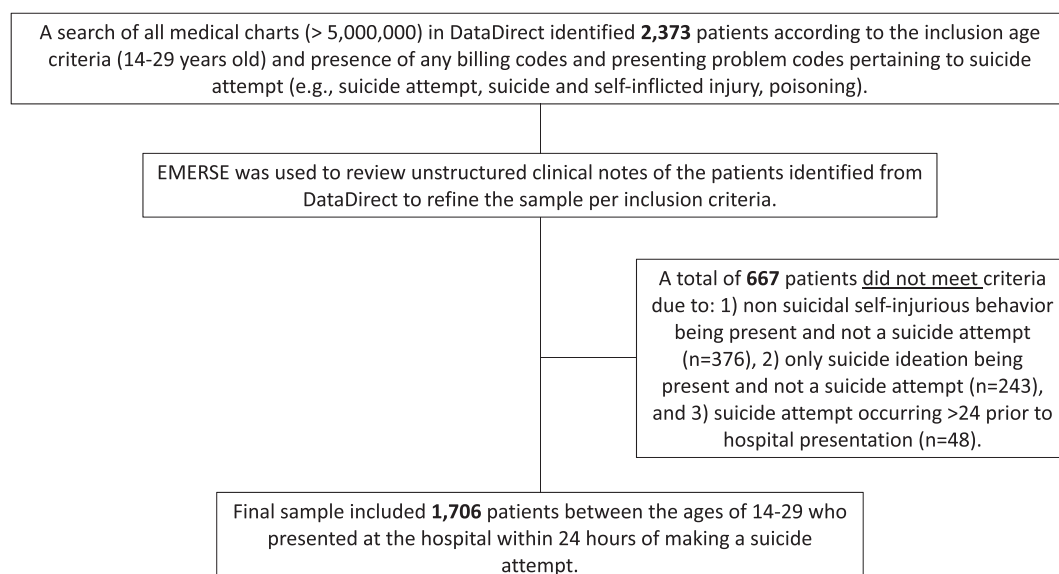 A search of all medical charts (> 5,000,000) in DataDirect identified 2,373 patients according to the inclusion age
criteria (14-29 years old) and presence of any billing codes and presenting problem codes pertaining to suicide
attempt (e.g., suicide attempt, suicide and self-inflicted injury, poisoning).
EMERSE was used to review unstructured clinical notes of the patients identified from
DataDirect to refine the sample per inclusion criteria.
A total of 667 patients did not meet criteria
due to: 1) non suicidal self-injurious behavior
being present and not a suicide attempt
(n=376), 2) only suicide ideation being
present and not a suicide attempt (n=243),
and 3) suicide attempt occurring >24 prior to
hospital presentation (n=48).
Final sample included 1,706 patients between the ages of 14-29 who
presented at the hospital within 24 hours of making a suicide
attempt.